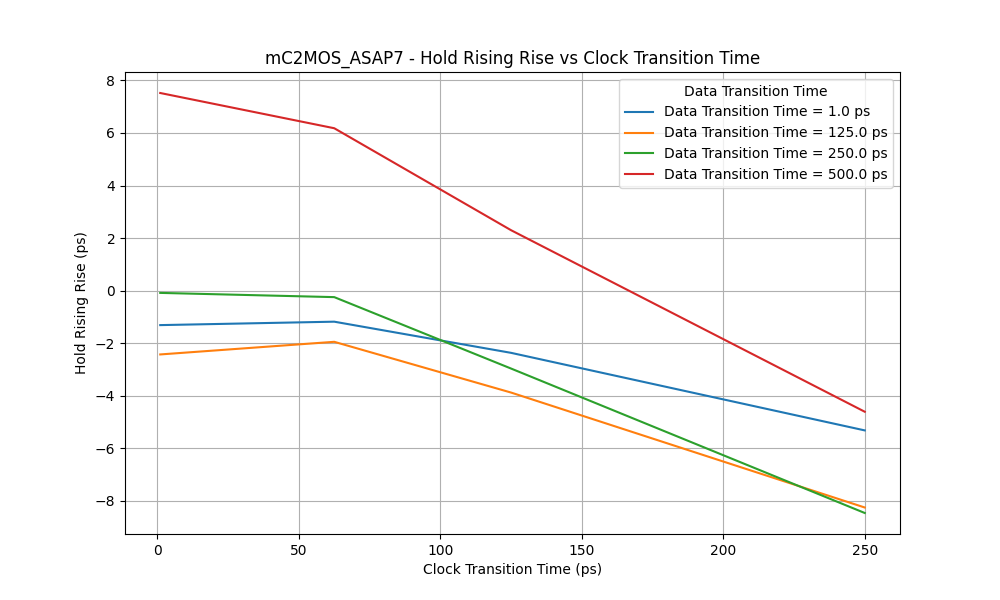 mC2MOS_ASAP7 - Hold Rising Rise vs Clock Transition Time
Data Transition Time
Data Transition Time = 1.0 ps
Data Transition Time = 125.0 ps
Data Transition Time = 250.0 ps
Data Transition Time = 500.0 ps
Hold Rising Rise (ps)
8
6
4
2
0
−2
−4
−6
−8
0 50 100 150 200 250
Clock Transition Time (ps)